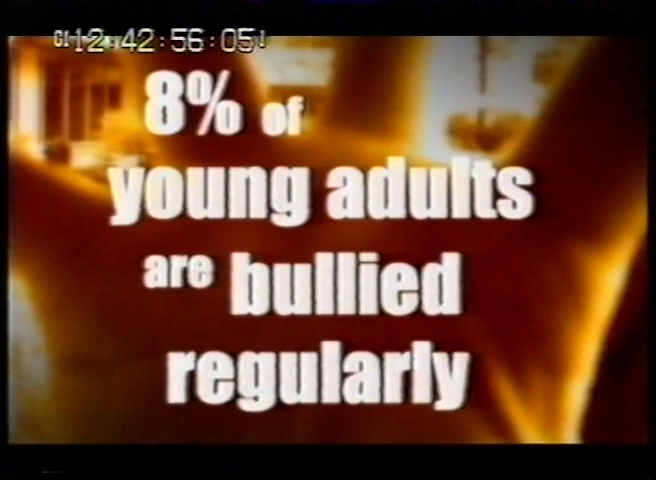 12:42:56:05
8% of
young adults
are bullied
regularly